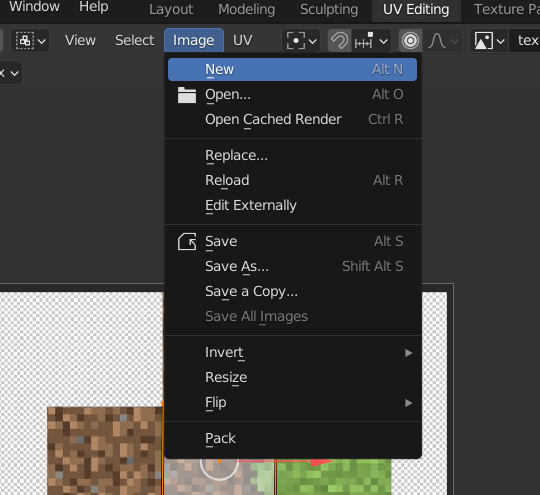 Window Help Layout Modeling Sculpting UV Editing Texture Pa
View Select Image UV tex
x
New Alt N
Open... Alt O
Open Cached Render Ctrl R
Replace...
Reload Alt R
Edit Externally
Save Alt S
Save As... Shift Alt S
Save a Copy...
Save All Images
Invert
Resize
Flip
Pack